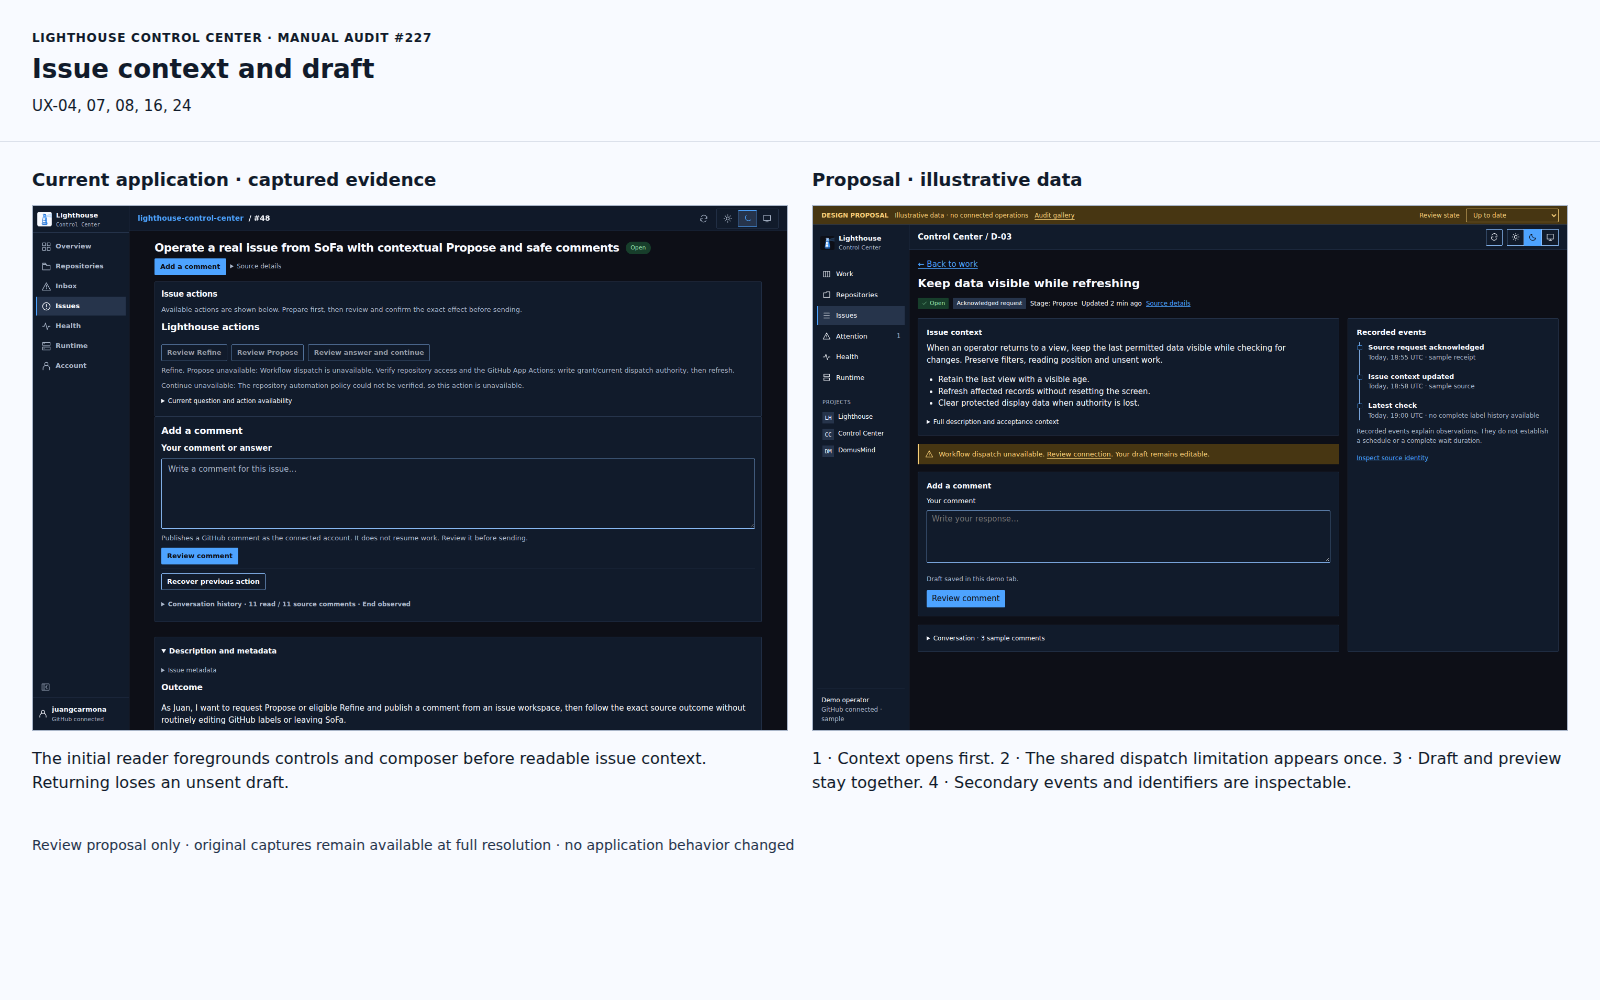 LIGHTHOUSE CONTROL CENTER · MANUAL AUDIT #227
Issue context and draft
UX-04, 07, 08, 16, 24
Current application · captured evidence
Lighthouse
Control Center
Overview
Repositories
Inbox
Issues
Health
Runtime
Account
juangcarmona
GitHub connected
lighthouse-control-center / #48
Operate a real Issue from SoFa with contextual Propose and safe comments
Open
Add a comment
Source details
Issue actions
Available actions are shown below. Prepare first, then review and confirm the exact effect before sending.
Lighthouse actions
Review Refine
Review Propose
Review answer and continue
Refine, Propose unavailable: Workflow dispatch is unavailable. Verify repository access and the GitHub App Actions: write grant/current dispatch authority, then refresh.
Continue unavailable: The repository automation policy could not be verified, so this action is unavailable.
Current question and action availability
Add a comment
Your comment or answer
Write a comment for this issue...
Publishes a GitHub comment as the connected account. It does not resume work. Review it before sending.
Review comment
Recover previous action
Conversation history · 11 read / 11 source comments · End observed
Description and metadata
Issue metadata
Outcome
As Juan, I want to request Propose or eligible Refine and publish a comment from an issue workspace, then follow the exact source outcome without
routinely editing GitHub labels or leaving SoFa.
The initial reader foregrounds controls and composer before readable issue context.
Returning loses an unsent draft.
Proposal · illustrative data
DESIGN PROPOSAL Illustrative data · no connected operations Audit gallery
Review state
Up to date
Lighthouse
Control Center
Work
Repositories
Issues
Attention 1
Health
Runtime
PROJECTS
LH Lighthouse
CC Control Center
DM DomusMind
Demo operator
GitHub connected ·
sample
Control Center / D-03
← Back to work
Keep data visible while refreshing
✓ Open
Acknowledged request
Stage: Propose
Updated 2 min ago
Source details
Issue context
When an operator returns to a view, keep the last permitted data visible while checking for
changes. Preserve filters, reading position and unsent work.
• Retain the last view with a visible age.
• Refresh affected records without resetting the screen.
• Clear protected display data when authority is lost.
Full description and acceptance context
Workflow dispatch unavailable. Review connection. Your draft remains editable.
Add a comment
Your comment
Write your response...
Draft saved in this demo tab.
Review comment
Conversation · 3 sample comments
Recorded events
Source request acknowledged
Today, 18:55 UTC · sample receipt
Issue context updated
Today, 18:58 UTC · sample source
Latest check
Today, 19:00 UTC · no complete label history available
Recorded events explain observations. They do not establish
a schedule or a complete wait duration.
Inspect source identity
1 · Context opens first. 2 · The shared dispatch limitation appears once. 3 · Draft and preview
stay together. 4 · Secondary events and identifiers are inspectable.
Review proposal only · original captures remain available at full resolution · no application behavior changed